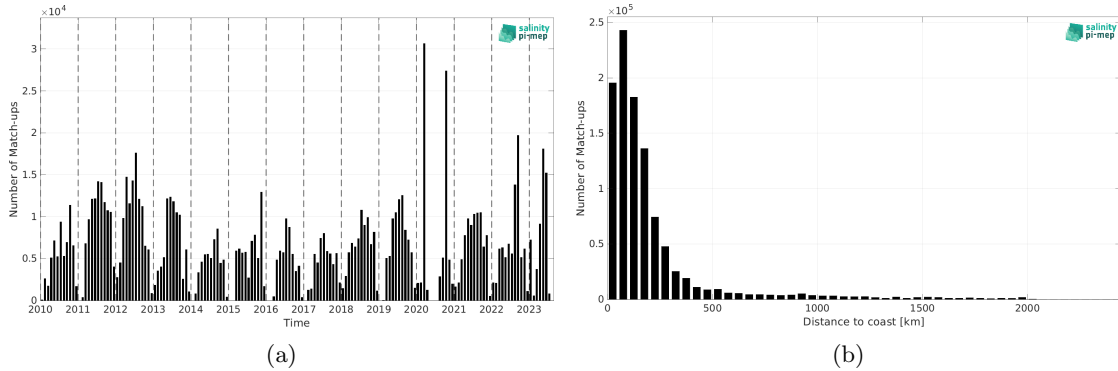 ×10⁴
salinity
pi-mep
3
2.5
2
1.5
1
0.5
0
Number of Match-ups
2010 2011 2012 2013 2014 2015 2016 2017 2018 2019 2020 2021 2022 2023
Time
(a)
×10⁵
salinity
pi-mep
2.5
2
1.5
1
0.5
0
Number of Match-ups
0 500 1000 1500 2000
Distance to coast [km]
(b)